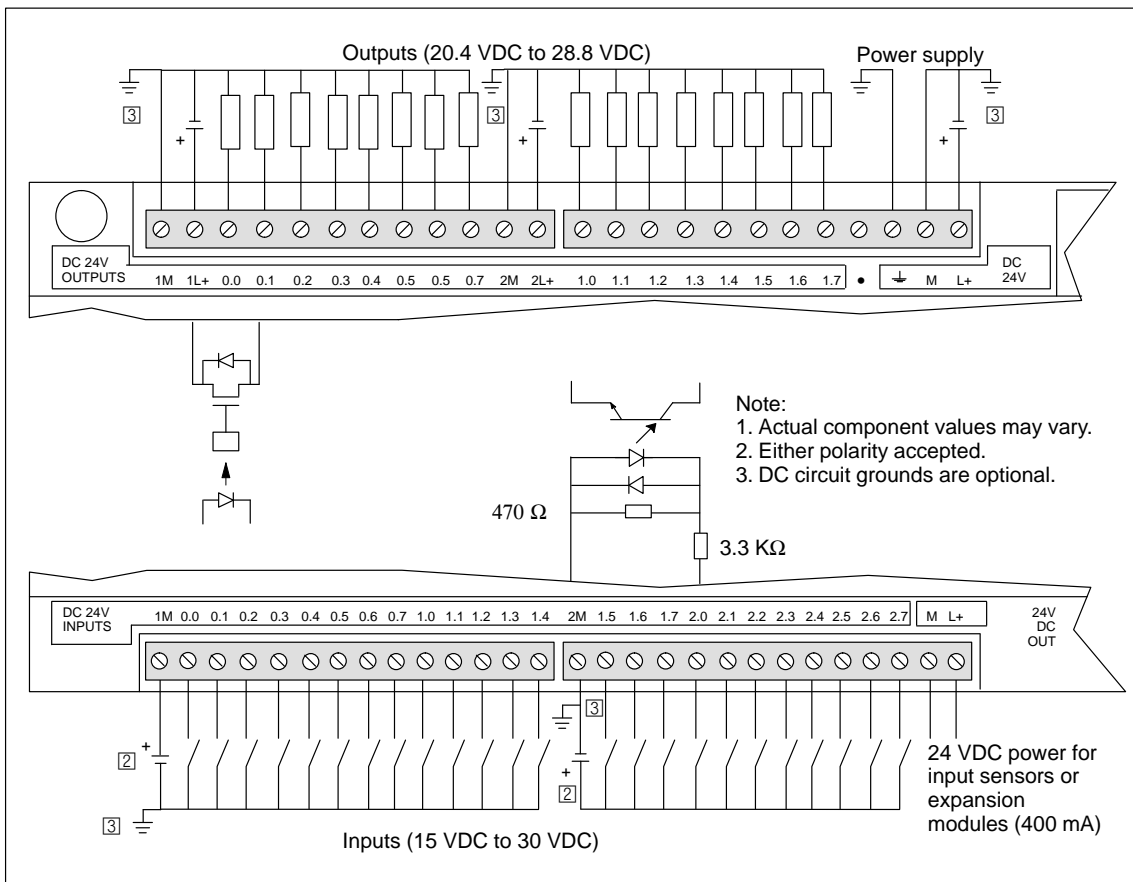 Outputs (20.4 VDC to 28.8 VDC)
Power supply
3
3
3
+
+
+
DC 24V
OUTPUTS
1M 1L+ 0.0 0.1 0.2 0.3 0.4 0.5 0.5 0.7 2M 2L+ 1.0 1.1 1.2 1.3 1.4 1.5 1.6 1.7 • M L+
DC
24V
Note:
1. Actual component values may vary.
2. Either polarity accepted.
3. DC circuit grounds are optional.
470 Ω
3.3 KΩ
DC 24V
INPUTS
1M 0.0 0.1 0.2 0.3 0.4 0.5 0.6 0.7 1.0 1.1 1.2 1.3 1.4 2M 1.5 1.6 1.7 2.0 2.1 2.2 2.3 2.4 2.5 2.6 2.7 M L+
24V
DC
OUT
3
+
2
+
2
3
24 VDC power for
input sensors or
expansion
modules (400 mA)
Inputs (15 VDC to 30 VDC)